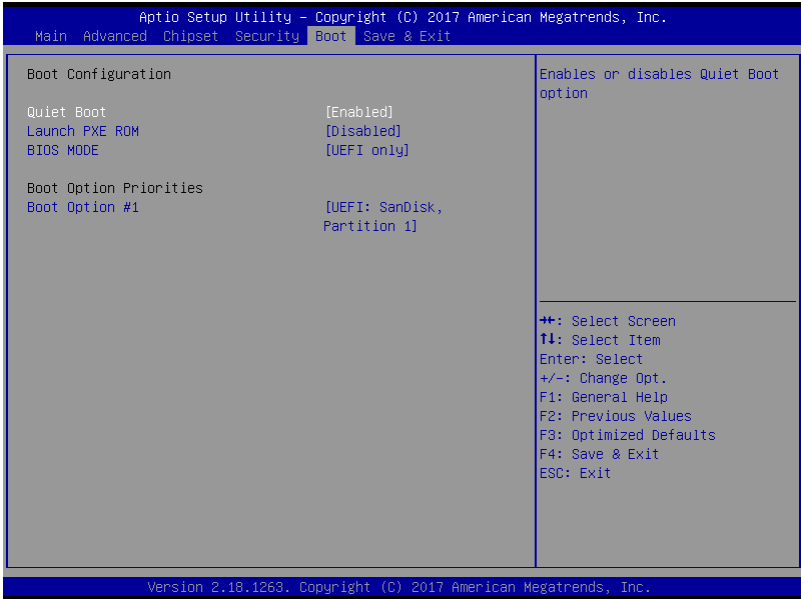 Aptio Setup Utility – Copyright (C) 2017 American Megatrends, Inc.
Main Advanced Chipset Security Boot Save & Exit
Boot Configuration
Quiet Boot [Enabled]
Launch PXE ROM [Disabled]
BIOS MODE [UEFI only]
Boot Option Priorities
Boot Option #1 [UEFI: SanDisk,
Partition 1]
Enables or disables Quiet Boot
option
→←: Select Screen
↑↓: Select Item
Enter: Select
+/-: Change Opt.
F1: General Help
F2: Previous Values
F3: Optimized Defaults
F4: Save & Exit
ESC: Exit
Version 2.18.1263. Copyright (C) 2017 American Megatrends, Inc.